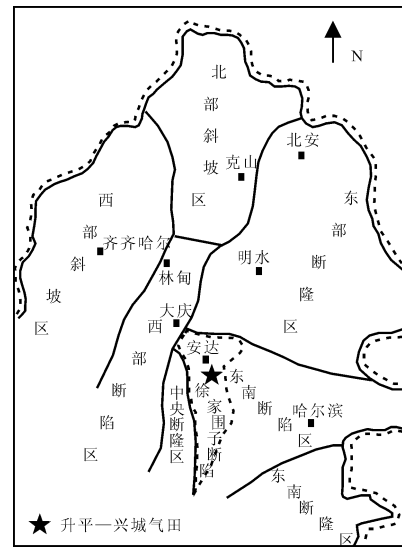 N
北部斜坡区
克山
北安
西部斜坡区
齐齐哈尔
东部断隆区
明水
林甸
大庆
西部断陷区
安达
中央断隆区
徐家围子断陷
东南断陷区
哈尔滨
东南断隆区
升平—兴城气田